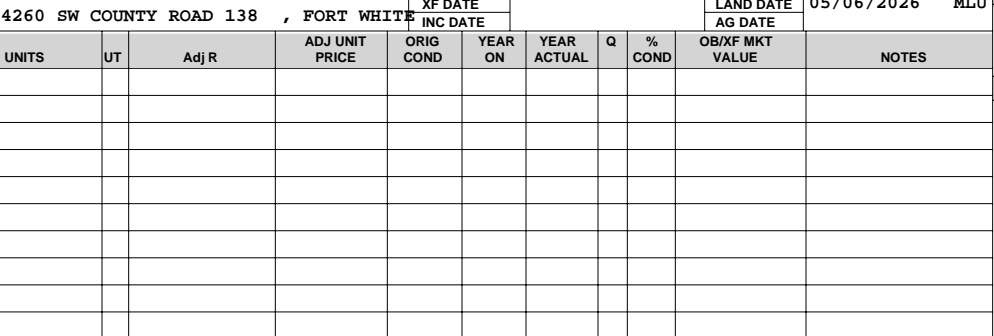 XF DATE LAND DATE 05/06/2026 MLU
4260 SW COUNTY ROAD 138 , FORT WHITE INC DATE AG DATE
UNITS UT Adj R ADJ UNIT PRICE ORIG COND YEAR ON YEAR ACTUAL Q % COND OB/XF MKT VALUE NOTES